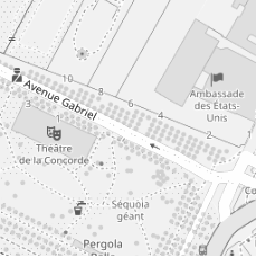 Avenue Gabriel
10
8
6
4
2
3
1
Ambassade
des États-
Unis
Théâtre
de la Concorde
Séquoia
géant
Pergola